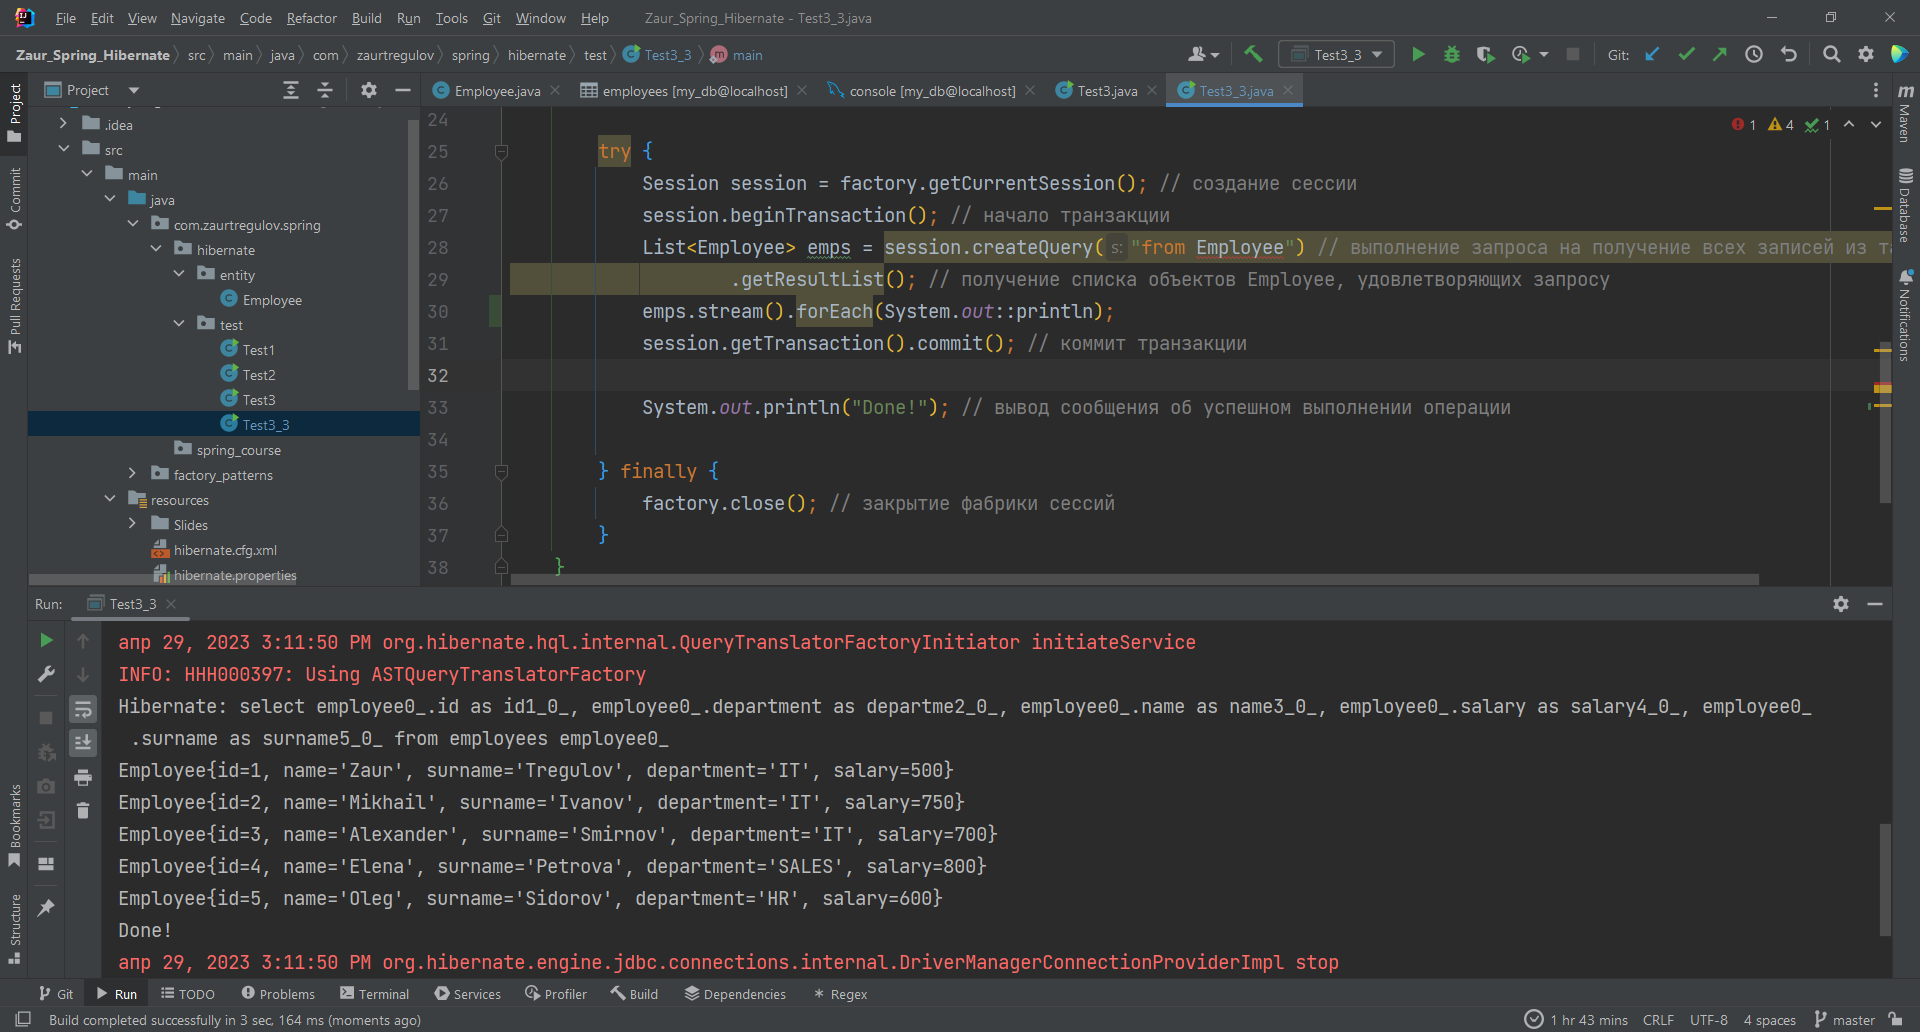 File Edit View Navigate Code Refactor Build Run Tools Git Window Help Zaur_Spring_Hibernate - Test3_3.java
Zaur_Spring_Hibernate src main java com zaurtregulov spring hibernate test Test3_3 main Test3_3 Git:
Project
Employee.java employees [my_db@localhost] console [my_db@localhost] Test3.java Test3_3.java
.idea
src
main
java
com.zaurtregulov.spring
hibernate
entity
Employee
test
Test1
Test2
Test3
Test3_3
spring_course
factory_patterns
resources
Slides
hibernate.cfg.xml
hibernate.properties
Project
Commit
Pull Requests
Bookmarks
Structure
1 4 1
24
25 try {
26 Session session = factory.getCurrentSession(); // создание сессии
27 session.beginTransaction(); // начало транзакции
28 List<Employee> emps = session.createQuery( s: "from Employee") // выполнение запроса на получение всех записей из
29 .getResultList(); // получение списка объектов Employee, удовлетворяющих запросу
30 emps.stream().forEach(System.out::println);
31 session.getTransaction().commit(); // коммит транзакции
32
33 System.out.println("Done!"); // вывод сообщения об успешном выполнении операции
34
35 } finally {
36 factory.close(); // закрытие фабрики сессий
37 }
38 }
m Maven
Database
Notifications
Run: Test3_3
апр 29, 2023 3:11:50 PM org.hibernate.hql.internal.QueryTranslatorFactoryInitiator initiateService
INFO: HHH000397: Using ASTQueryTranslatorFactory
Hibernate: select employee0_.id as id1_0_, employee0_.department as departme2_0_, employee0_.name as name3_0_, employee0_.salary as salary4_0_, employee0_
.surname as surname5_0_ from employees employee0_
Employee{id=1, name='Zaur', surname='Tregulov', department='IT', salary=500}
Employee{id=2, name='Mikhail', surname='Ivanov', department='IT', salary=750}
Employee{id=3, name='Alexander', surname='Smirnov', department='IT', salary=700}
Employee{id=4, name='Elena', surname='Petrova', department='SALES', salary=800}
Employee{id=5, name='Oleg', surname='Sidorov', department='HR', salary=600}
Done!
апр 29, 2023 3:11:50 PM org.hibernate.engine.jdbc.connections.internal.DriverManagerConnectionProviderImpl stop
Git Run TODO Problems Terminal Services Profiler Build Dependencies Regex
Build completed successfully in 3 sec, 164 ms (moments ago) 1 hr 43 mins CRLF UTF-8 4 spaces master